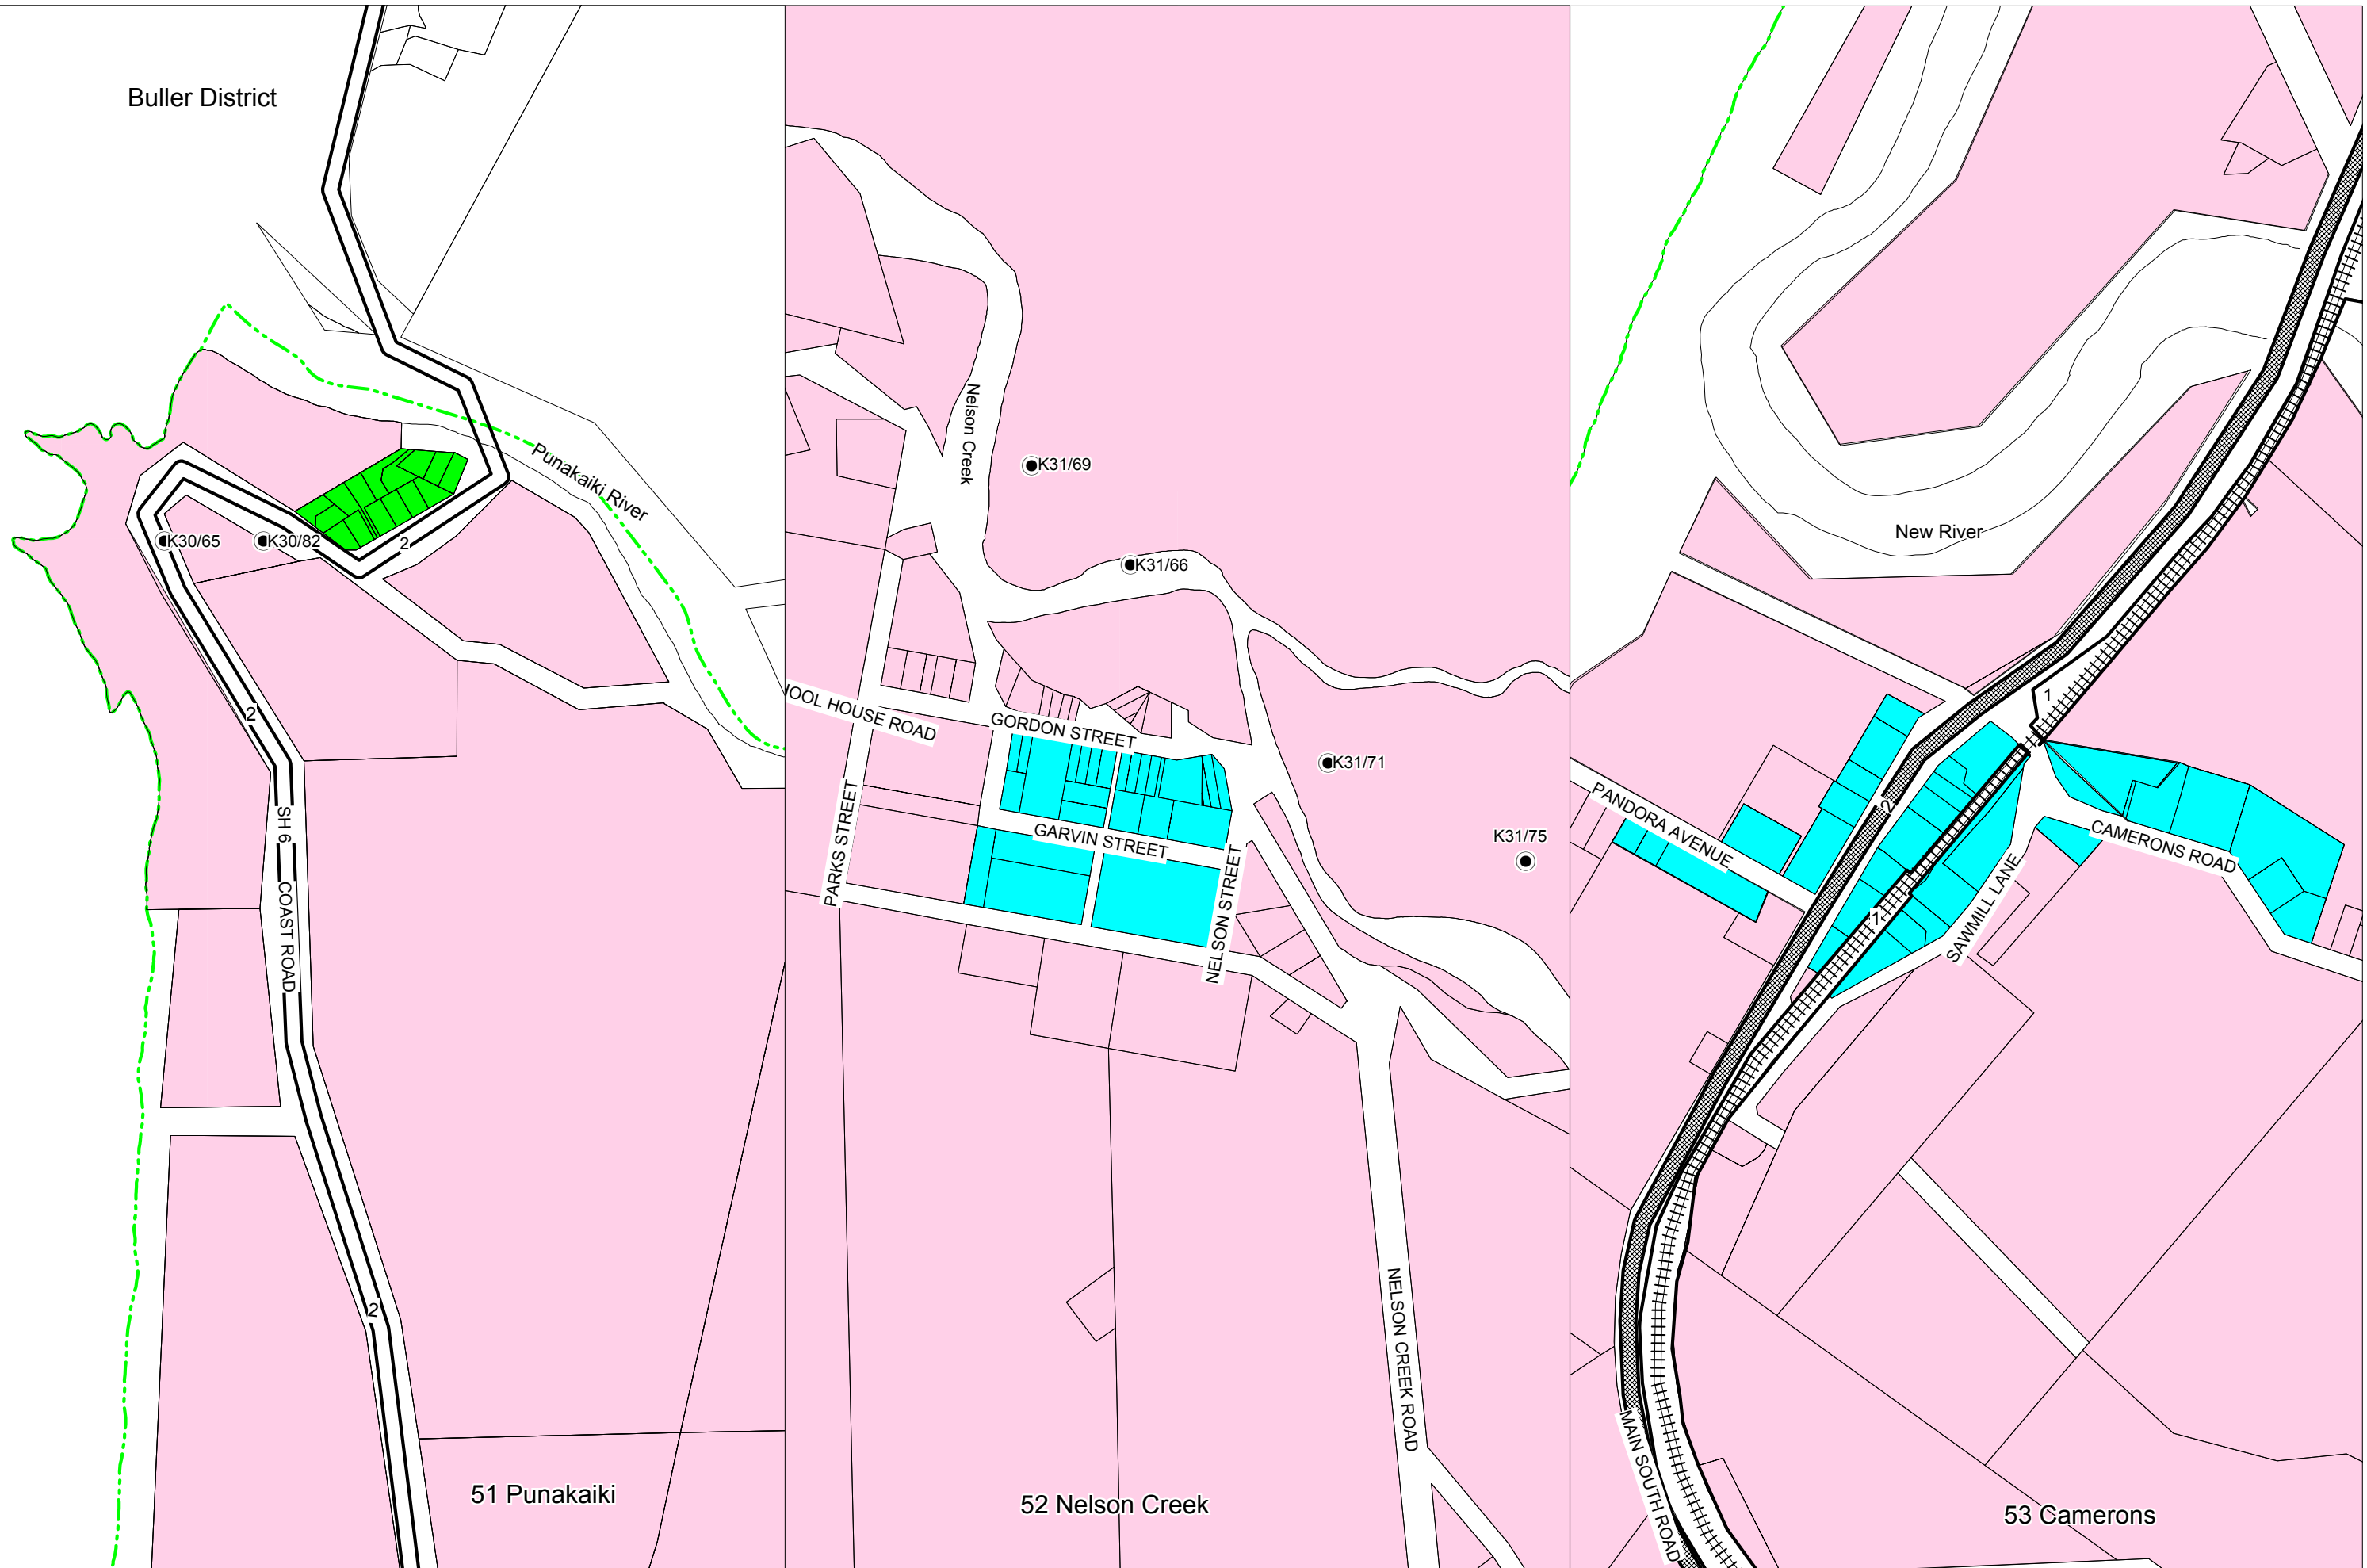 Buller District
Punakaiki River
K30/65
K30/82
2
2
SH 6
COAST ROAD
2
51 Punakaiki
Nelson Creek
K31/69
K31/66
HOOL HOUSE ROAD
GORDON STREET
K31/71
PARKS STREET
GARVIN STREET
K31/75
NELSON STREET
NELSON CREEK ROAD
52 Nelson Creek
New River
1
PANDORA AVENUE
2
CAMERONS ROAD
1
SAWMILL LANE
MAIN SOUTH ROAD
53 Camerons